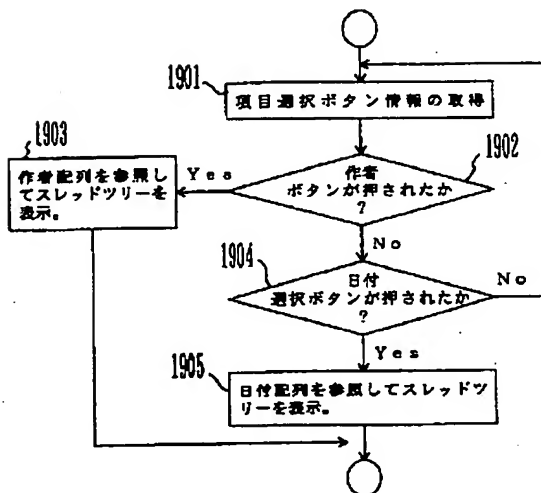 1901
項目選択ボタン情報の取得
1902
作者
ボタンが押されたか
?
Yes
1903
作者配列を参照し
てスレッドツリーを
表示。
No
1904
日付
選択ボタンが押されたか
?
No
Yes
1905
日付配列を参照してスレッドツ
リーを表示。